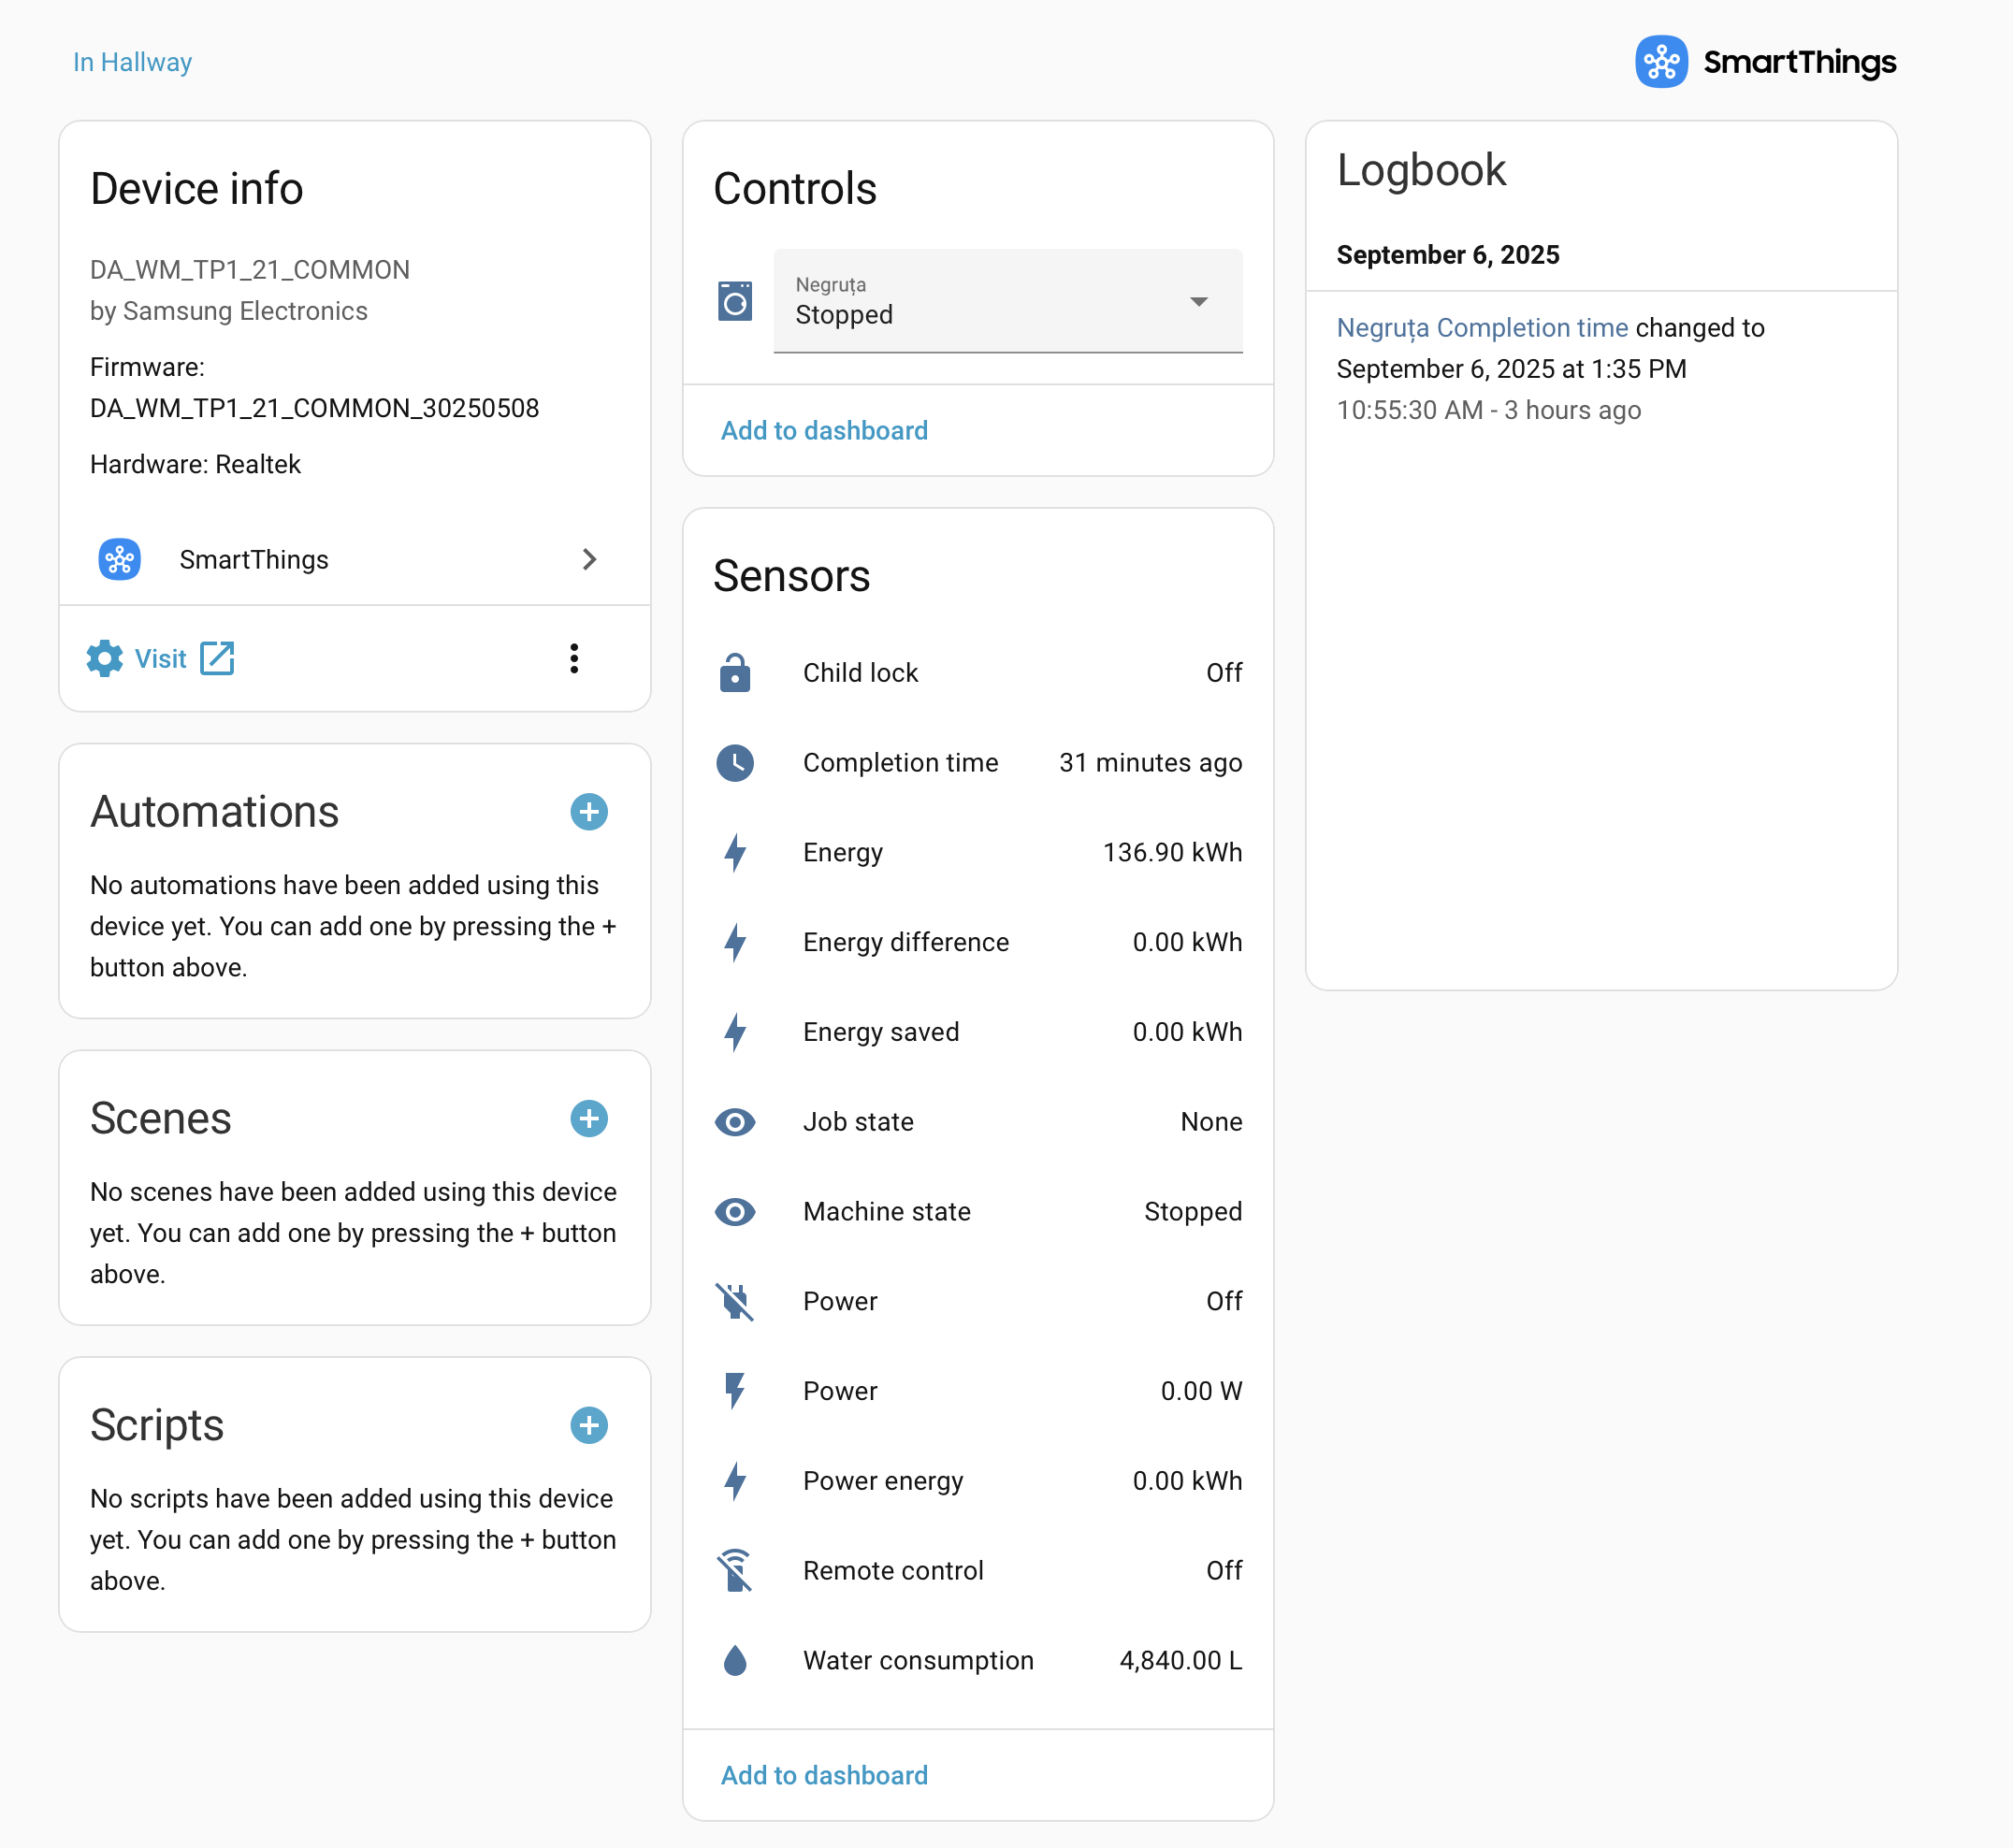 In Hallway
SmartThings
Device info
DA_WM_TP1_21_COMMON
by Samsung Electronics
Firmware:
DA_WM_TP1_21_COMMON_30250508
Hardware: Realtek
SmartThings
Visit
Automations
No automations have been added using this
device yet. You can add one by pressing the +
button above.
Scenes
No scenes have been added using this device
yet. You can add one by pressing the + button
above.
Scripts
No scripts have been added using this device
yet. You can add one by pressing the + button
above.
Controls
Negruța
Stopped
Add to dashboard
Sensors
Child lock Off
Completion time 31 minutes ago
Energy 136.90 kWh
Energy difference 0.00 kWh
Energy saved 0.00 kWh
Job state None
Machine state Stopped
Power Off
Power 0.00 W
Power energy 0.00 kWh
Remote control Off
Water consumption 4,840.00 L
Add to dashboard
Logbook
September 6, 2025
Negruța Completion time changed to
September 6, 2025 at 1:35 PM
10:55:30 AM - 3 hours ago